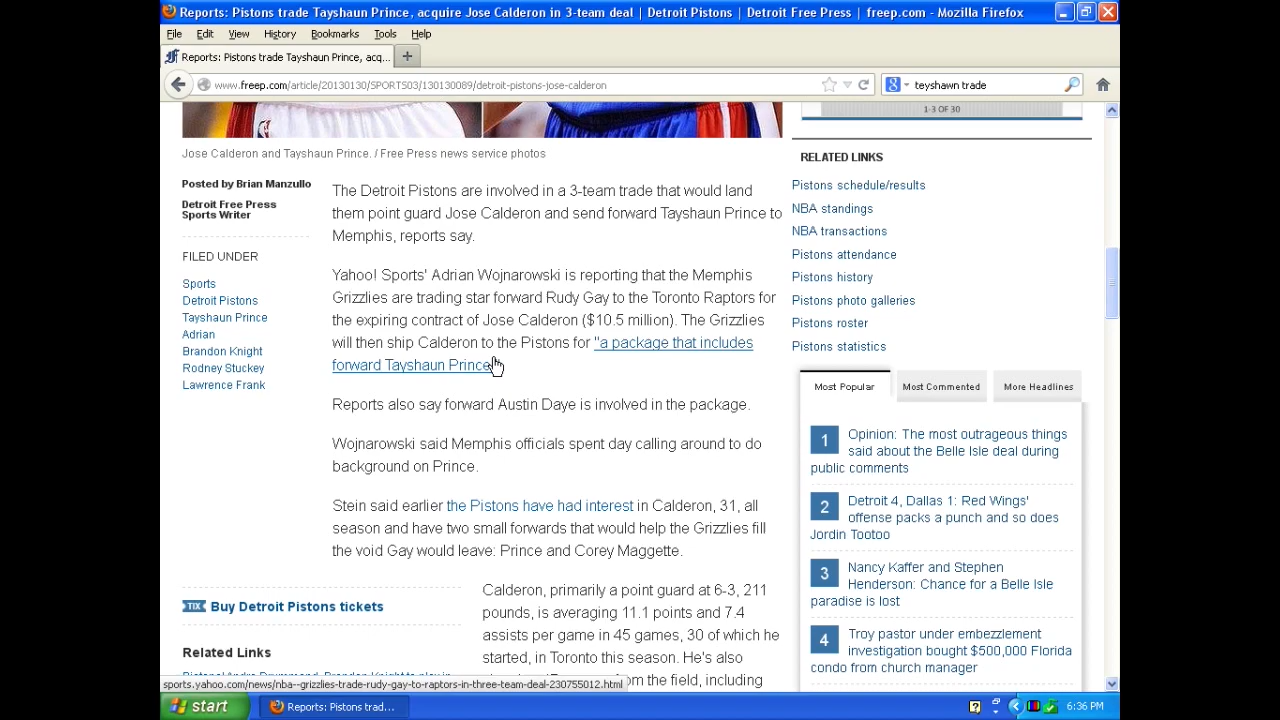 Reports: Pistons trade Tayshaun Prince, acquire Jose Calderon in 3-team deal | Detroit Pistons | Detroit Free Press | freep.com - Mozilla Firefox
File Edit View History Bookmarks Tools Help
Reports: Pistons trade Tayshaun Prince, acq...
www.freep.com/article/20130130/SPORTS03/130130089/detroit-pistons-jose-calderon
teyshawn trade
1-3 OF 30
Jose Calderon and Tayshaun Prince. / Free Press news service photos
Posted by Brian Manzullo
Detroit Free Press
Sports Writer
FILED UNDER
Sports
Detroit Pistons
Tayshaun Prince
Adrian
Brandon Knight
Rodney Stuckey
Lawrence Frank
The Detroit Pistons are involved in a 3-team trade that would land
them point guard Jose Calderon and send forward Tayshaun Prince to
Memphis, reports say.
Yahoo! Sports' Adrian Wojnarowski is reporting that the Memphis
Grizzlies are trading star forward Rudy Gay to the Toronto Raptors for
the expiring contract of Jose Calderon ($10.5 million). The Grizzlies
will then ship Calderon to the Pistons for "a package that includes
forward Tayshaun Prince
Reports also say forward Austin Daye is involved in the package.
Wojnarowski said Memphis officials spent day calling around to do
background on Prince.
Stein said earlier the Pistons have had interest in Calderon, 31, all
season and have two small forwards that would help the Grizzlies fill
the void Gay would leave: Prince and Corey Maggette.
TIX Buy Detroit Pistons tickets
Related Links
Calderon, primarily a point guard at 6-3, 211
pounds, is averaging 11.1 points and 7.4
assists per game in 45 games, 30 of which he
started, in Toronto this season. He's also
from the field, including
RELATED LINKS
Pistons schedule/results
NBA standings
NBA transactions
Pistons attendance
Pistons history
Pistons photo galleries
Pistons roster
Pistons statistics
Most Popular Most Commented More Headlines
1 Opinion: The most outrageous things
said about the Belle Isle deal during
public comments
2 Detroit 4, Dallas 1: Red Wings'
offense packs a punch and so does
Jordin Tootoo
3 Nancy Kaffer and Stephen
Henderson: Chance for a Belle Isle
paradise is lost
4 Troy pastor under embezzlement
investigation bought $500,000 Florida
condo from church manager
sports.yahoo.com/news/nba--grizzlies-trade-rudy-gay-to-raptors-in-three-team-deal-230755012.html
start
Reports: Pistons trad...
6:36 PM